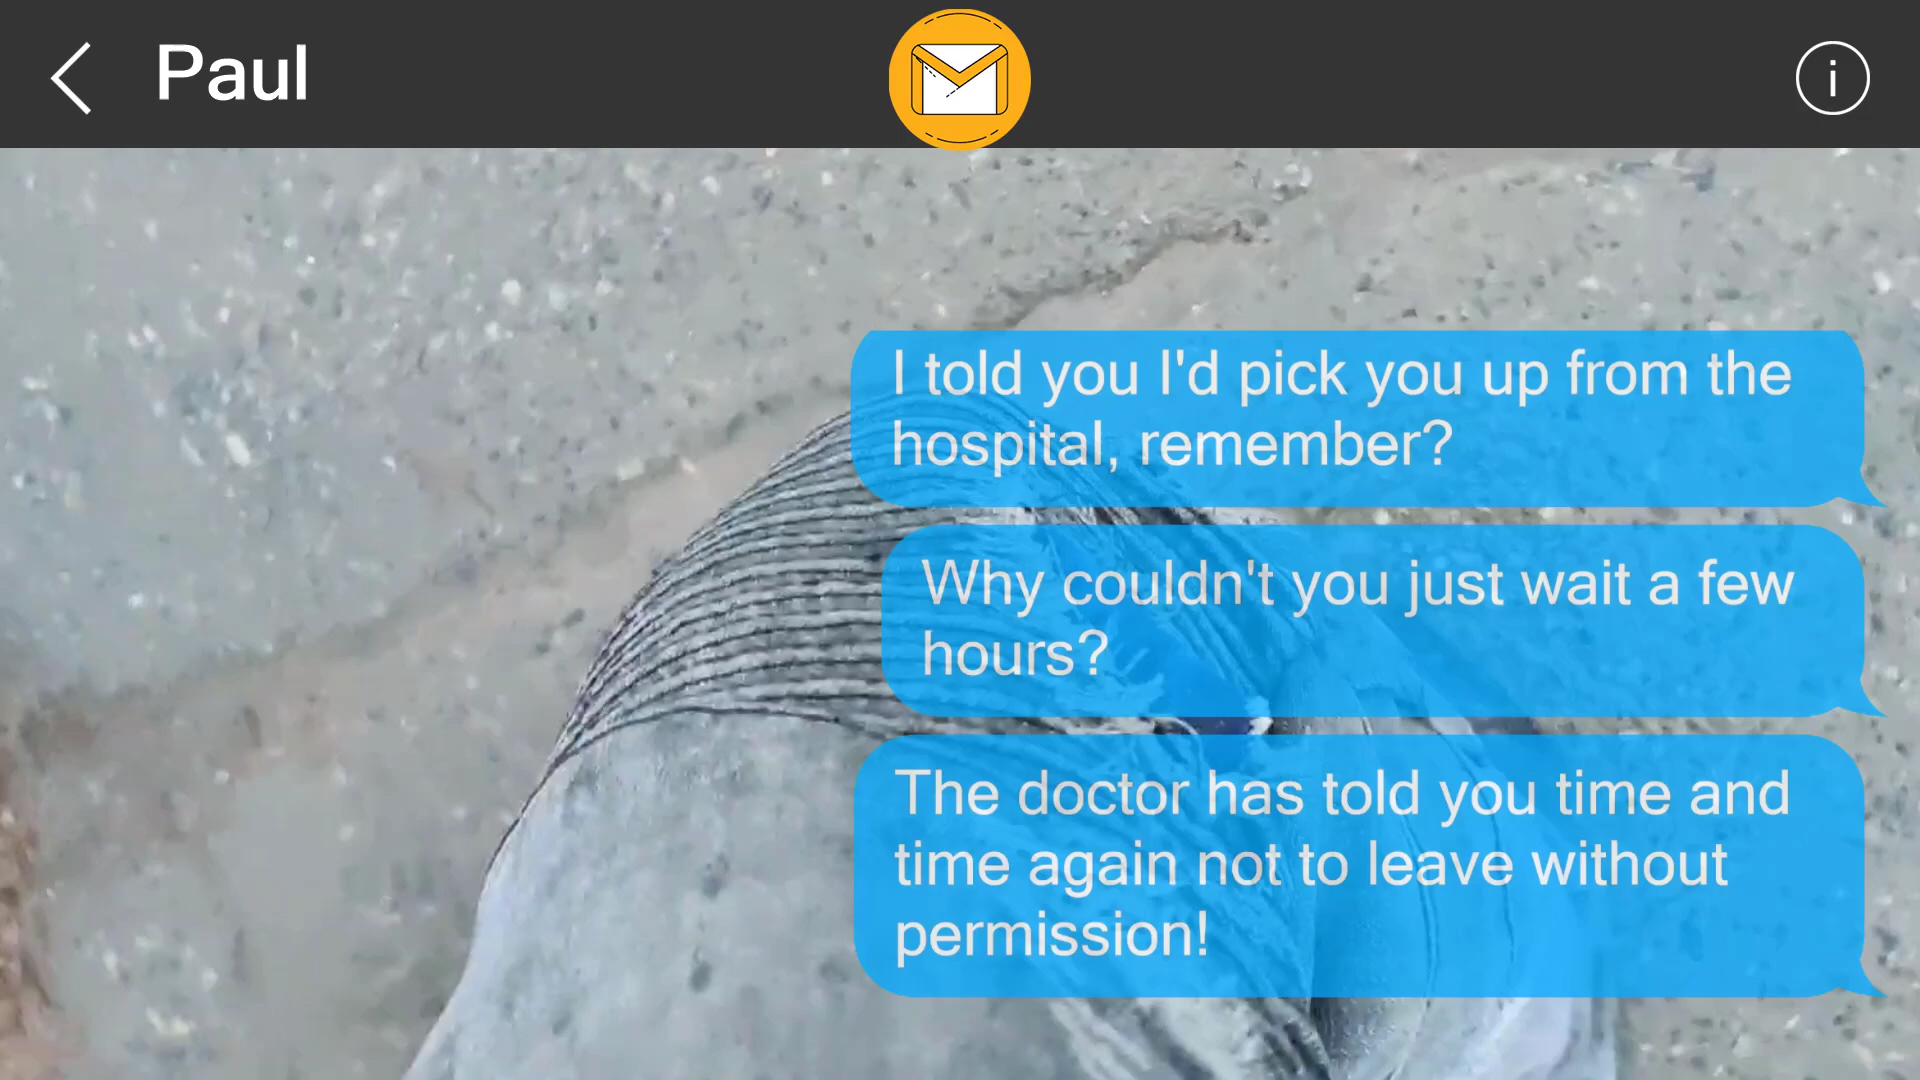 Paul
i
I told you I'd pick you up from the
hospital, remember?
Why couldn't you just wait a few
hours?
The doctor has told you time and
time again not to leave without
permission!